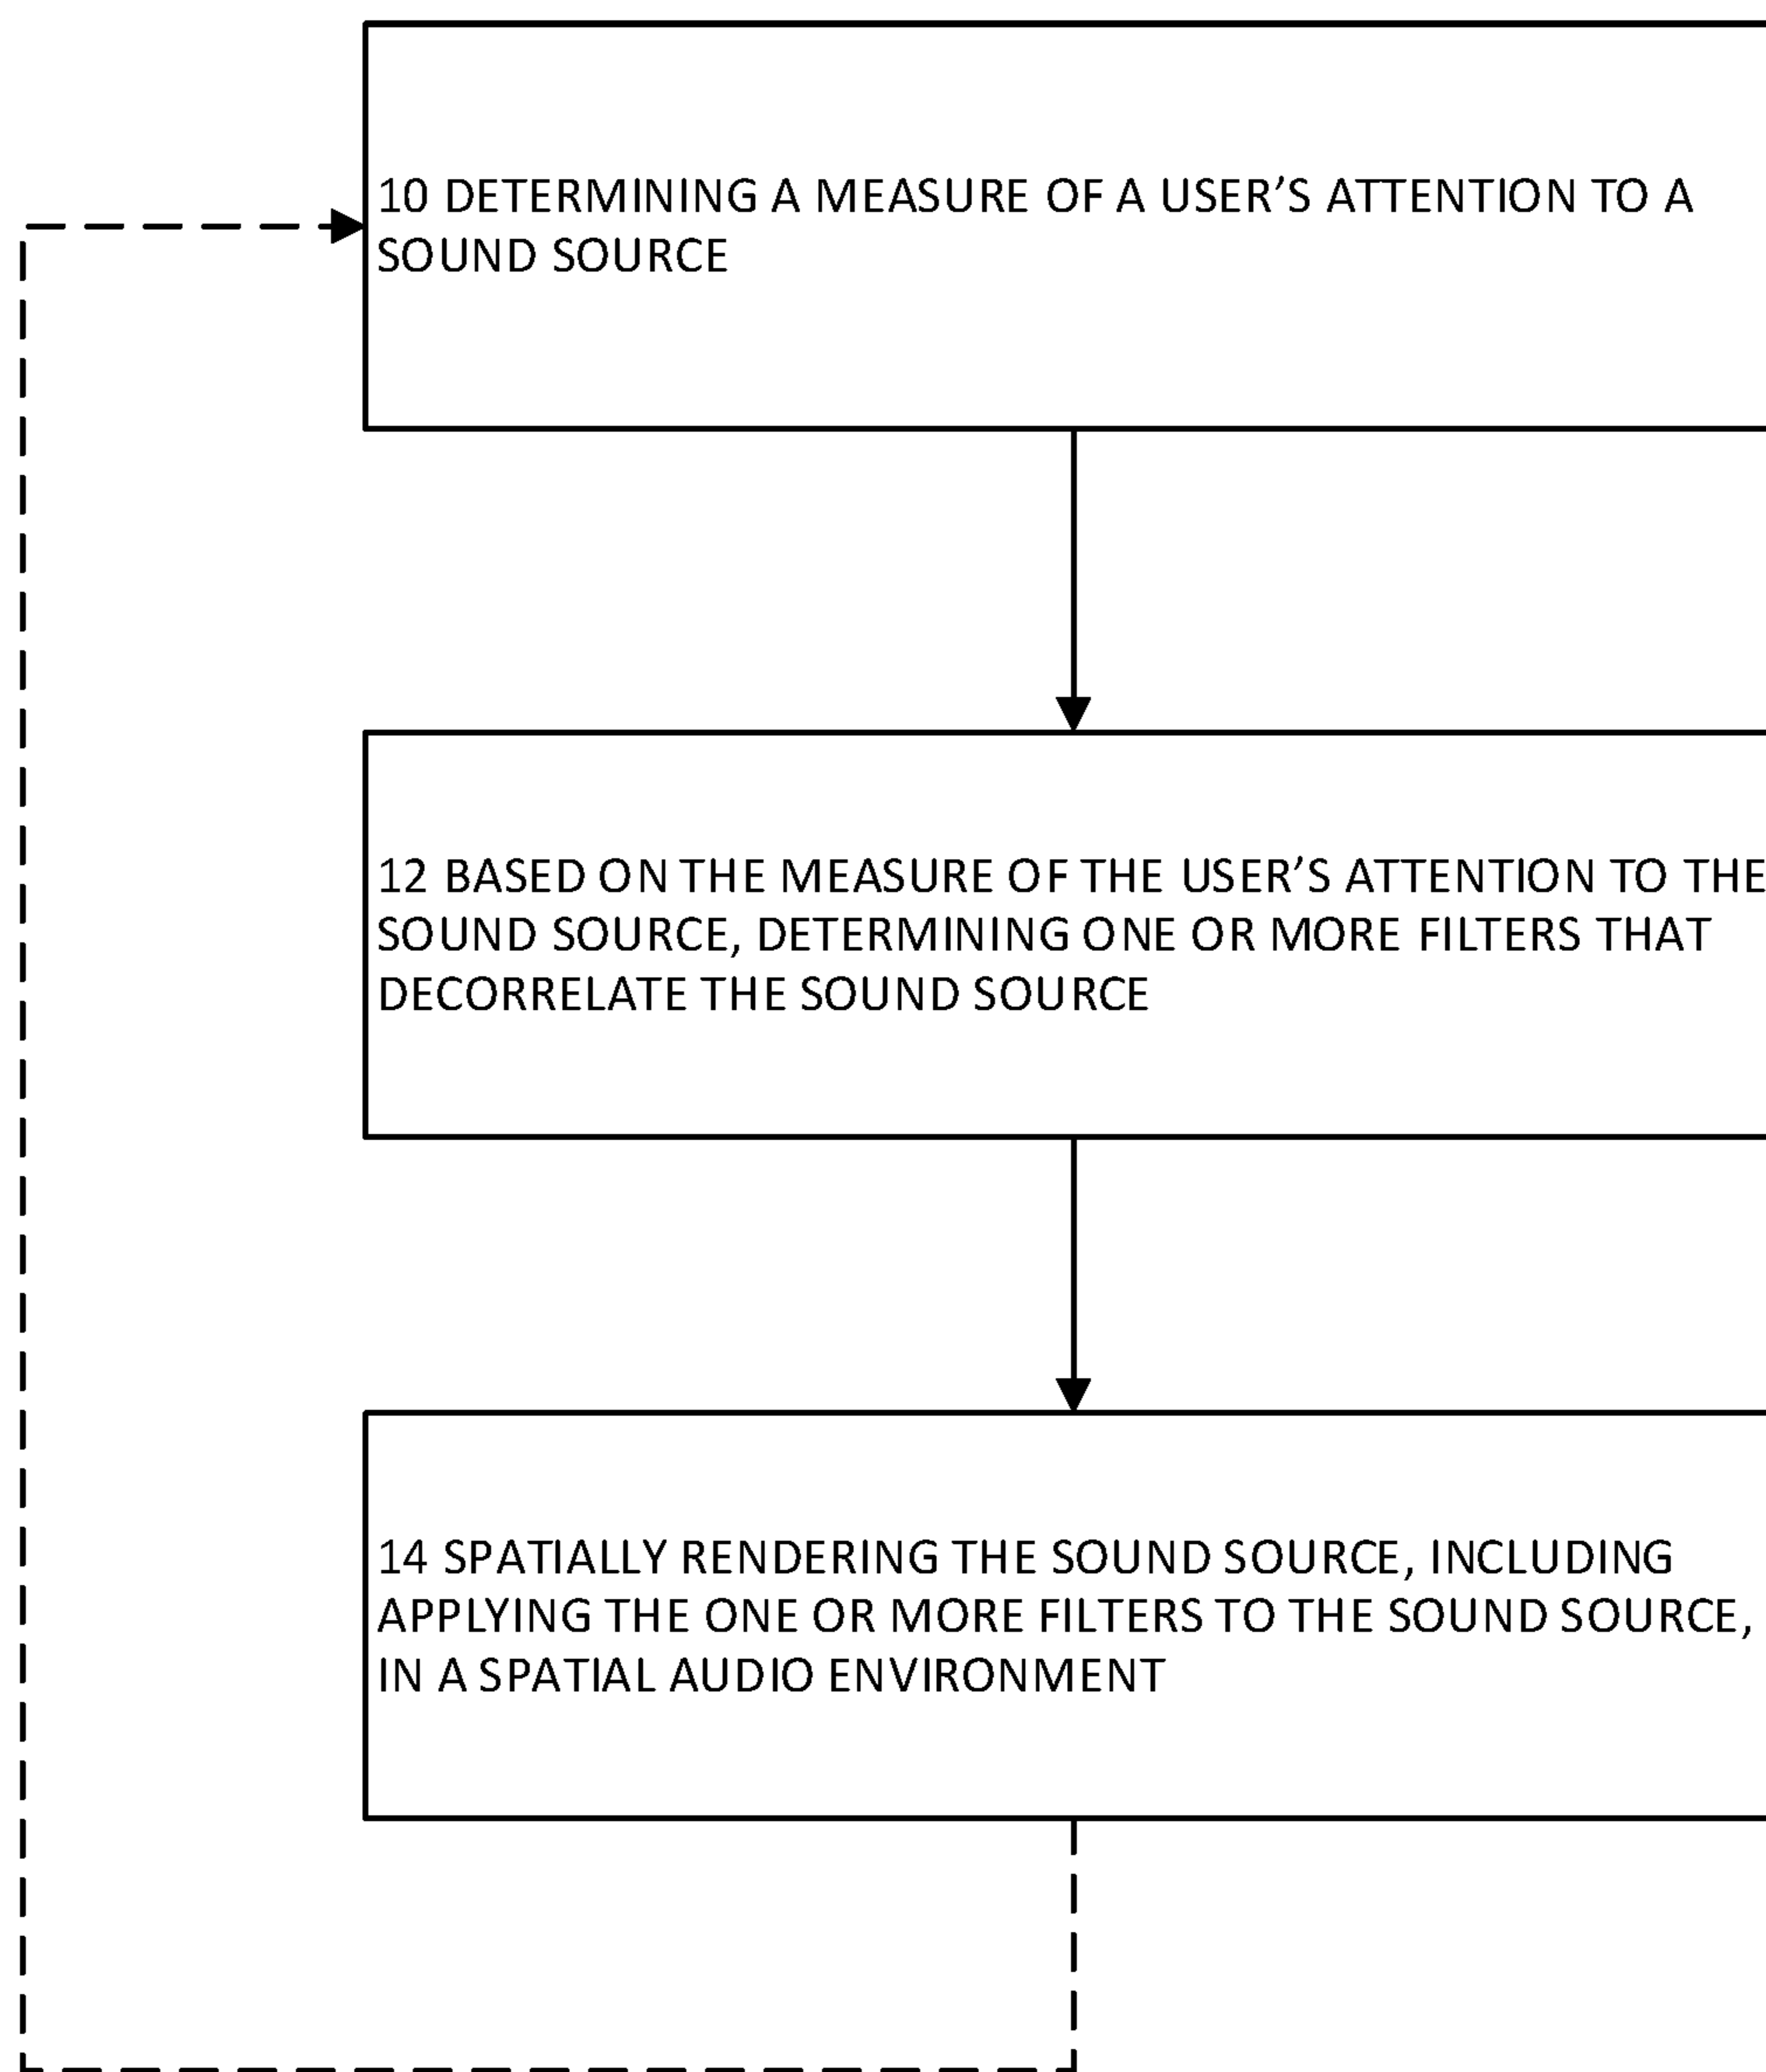 10 DETERMINING A MEASURE OF A USER’S ATTENTION TO A
SOUND SOURCE
12 BASED ON THE MEASURE OF THE USER’S ATTENTION TO THE
SOUND SOURCE, DETERMINING ONE OR MORE FILTERS THAT
DECORRELATE THE SOUND SOURCE
14 SPATIALLY RENDERING THE SOUND SOURCE, INCLUDING
APPLYING THE ONE OR MORE FILTERS TO THE SOUND SOURCE,
IN A SPATIAL AUDIO ENVIRONMENT